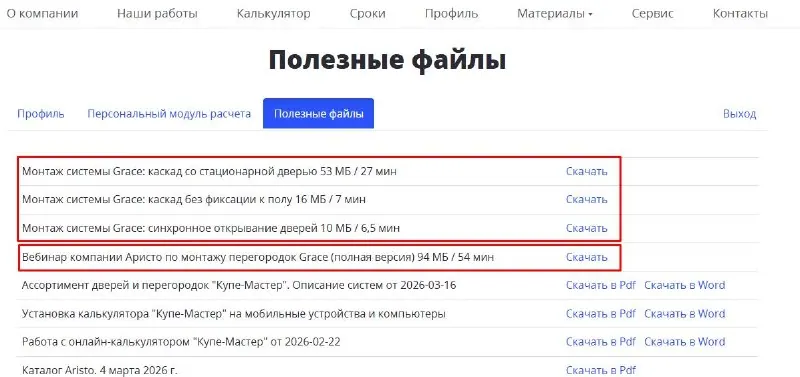 О компании Наши работы Калькулятор Сроки Профиль Материалы Сервис Контакты
Полезные файлы
Профиль Персональный модуль расчета Полезные файлы Выход
Монтаж системы Grace: каскад со стационарной дверью 53 МБ / 27 мин Скачать
Монтаж системы Grace: каскад без фиксации к полу 16 МБ / 7 мин Скачать
Монтаж системы Grace: синхронное открывание дверей 10 МБ / 6,5 мин Скачать
Вебинар компании Аристо по монтажу перегородок Grace (полная версия) 94 МБ / 54 мин Скачать
Ассортимент дверей и перегородок "Купе-Мастер". Описание систем от 2026-03-16 Скачать в Pdf Скачать в Word
Установка калькулятора "Купе-Мастер" на мобильные устройства и компьютеры Скачать в Pdf Скачать в Word
Работа с онлайн-калькулятором "Купе-Мастер" от 2026-02-22 Скачать в Pdf Скачать в Word
Каталог Aristo. 4 марта 2026 г. Скачать в Pdf